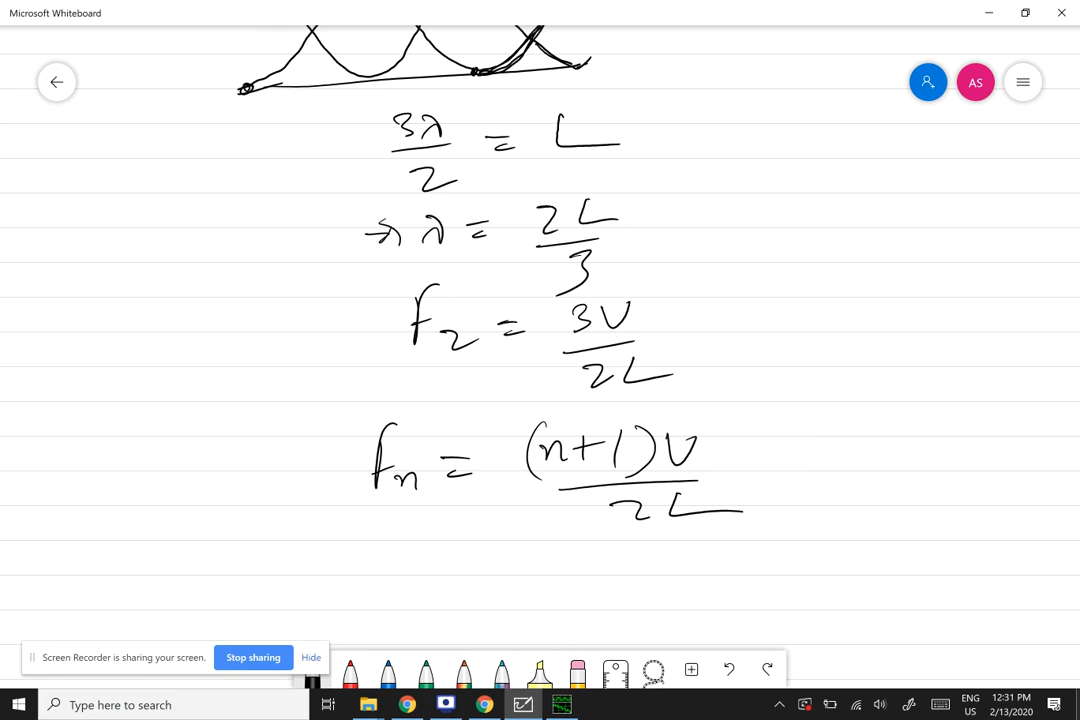 Microsoft Whiteboard
AS
3λ/2 = L
→ λ = 2L/3
f₂ = 3V/2L
fₙ = (n+1)V/2L
Screen Recorder is sharing your screen. Stop sharing Hide
Type here to search
ENG
US
12:31 PM
2/13/2020